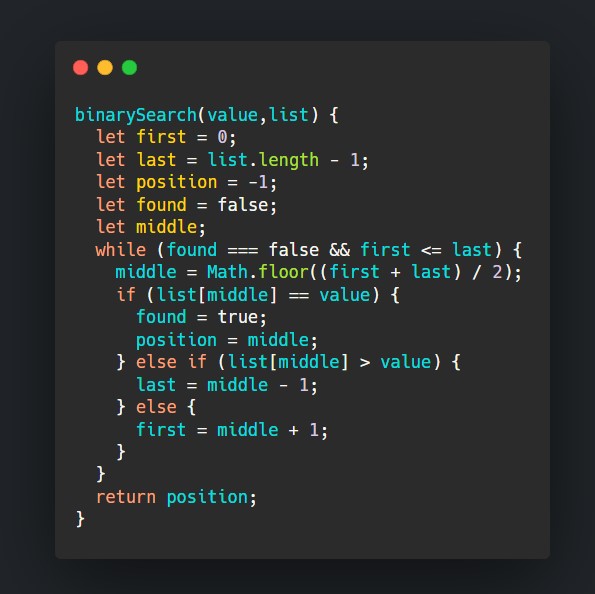 binarySearch(value,list) {
  let first = 0;
  let last = list.length - 1;
  let position = -1;
  let found = false;
  let middle;
  while (found === false && first <= last) {
    middle = Math.floor((first + last) / 2);
    if (list[middle] == value) {
      found = true;
      position = middle;
    } else if (list[middle] > value) {
      last = middle - 1;
    } else {
      first = middle + 1;
    }
  }
  return position;
}